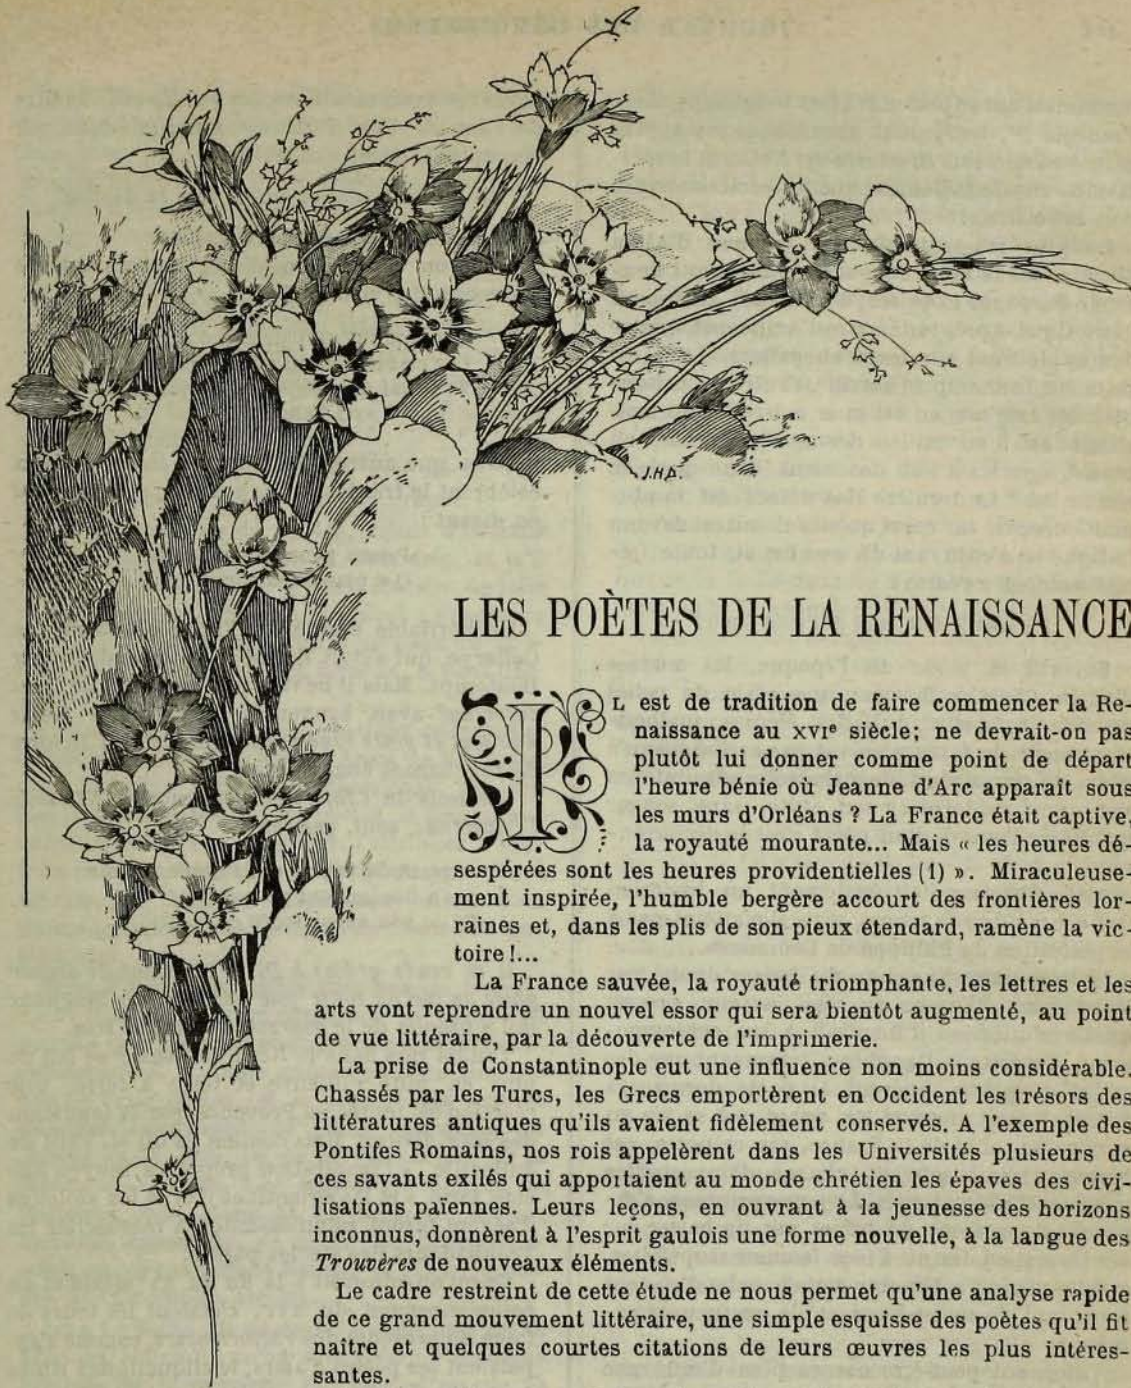 J.H.D.
LES POÈTES DE LA RENAISSANCE
IL est de tradition de faire commencer la Re-
naissance au XVIe siècle; ne devrait-on pas
plutôt lui donner comme point de départ
l'heure bénie où Jeanne d'Arc apparaît sous
les murs d'Orléans ? La France était captive,
la royauté mourante... Mais « les heures dé-
sespérées sont les heures providentielles (1) ». Miraculeuse-
ment inspirée, l'humble bergère accourt des frontières lor-
raines et, dans les plis de son pieux étendard, ramène la vic-
toire !...
La France sauvée, la royauté triomphante, les lettres et les
arts vont reprendre un nouvel essor qui sera bientôt augmenté, au point
de vue littéraire, par la découverte de l'imprimerie.
La prise de Constantinople eut une influence non moins considérable.
Chassés par les Turcs, les Grecs emportèrent en Occident les trésors des
littératures antiques qu'ils avaient fidèlement conservés. A l'exemple des
Pontifes Romains, nos rois appelèrent dans les Universités plusieurs de
ces savants exilés qui apportaient au monde chrétien les épaves des civi-
lisations païennes. Leurs leçons, en ouvrant à la jeunesse des horizons
inconnus, donnèrent à l'esprit gaulois une forme nouvelle, à la langue des
Trouvères de nouveaux éléments.
Le cadre restreint de cette étude ne nous permet qu'une analyse rapide
de ce grand mouvement littéraire, une simple esquisse des poètes qu'il fit
naître et quelques courtes citations de leurs œuvres les plus intéres-
santes.